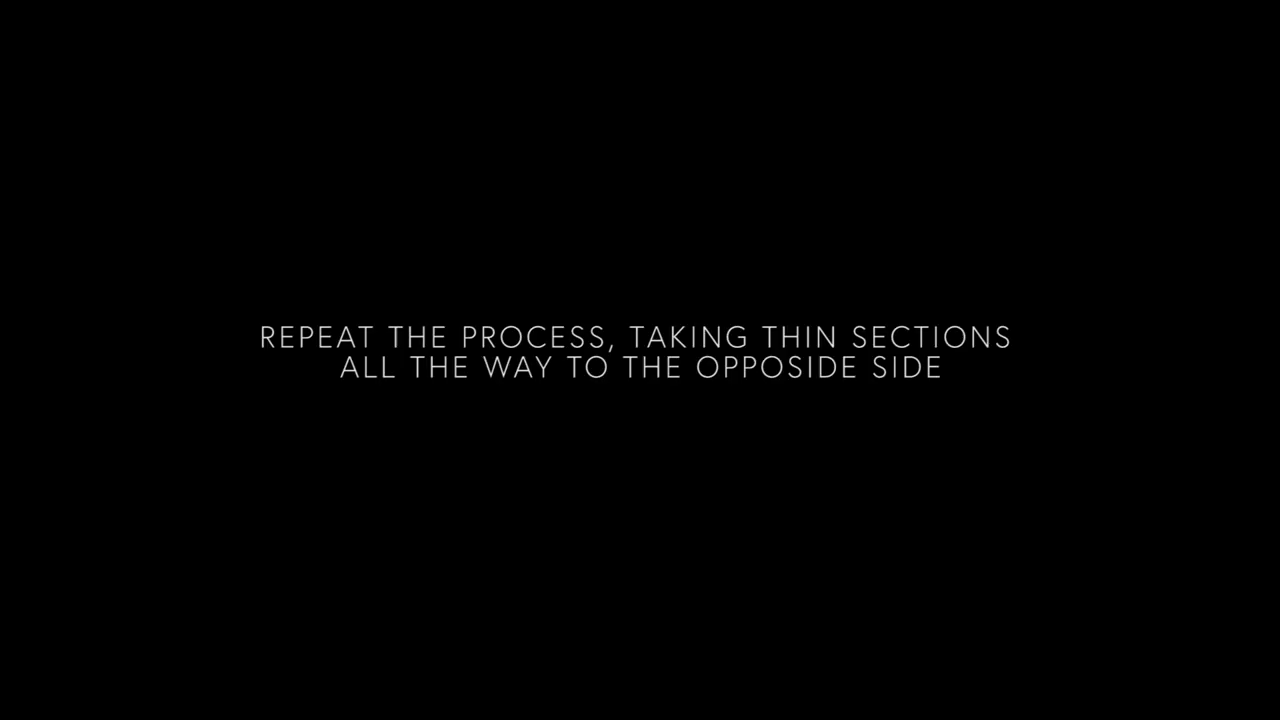 REPEAT THE PROCESS, TAKING THIN SECTIONS
ALL THE WAY TO THE OPPOSIDE SIDE